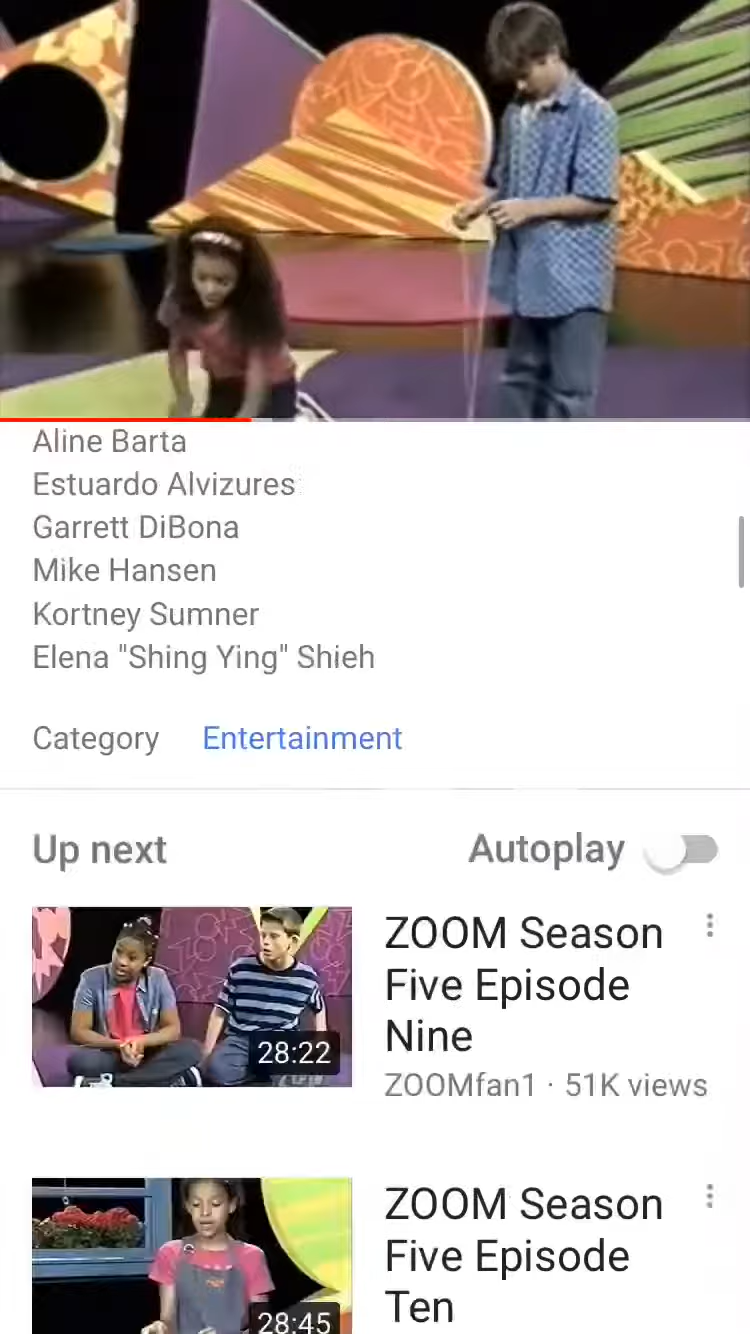 Aline Barta
Estuardo Alvizures
Garrett DiBona
Mike Hansen
Kortney Sumner
Elena "Shing Ying" Shieh
Category Entertainment
Up next Autoplay
28:22
ZOOM Season
Five Episode
Nine
ZOOMfan1 · 51K views
28:45
ZOOM Season
Five Episode
Ten